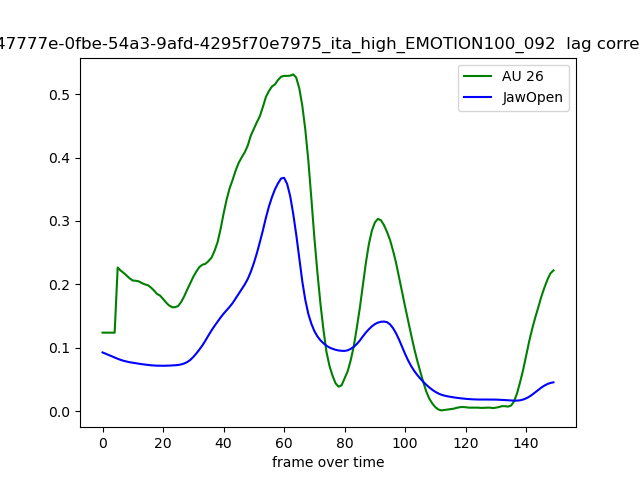 47777e-0fbe-54a3-9afd-4295f70e7975_ita_high_EMOTION100_092 lag corre
AU 26
JawOpen
0.5
0.4
0.3
0.2
0.1
0.0
0 20 40 60 80 100 120 140
frame over time